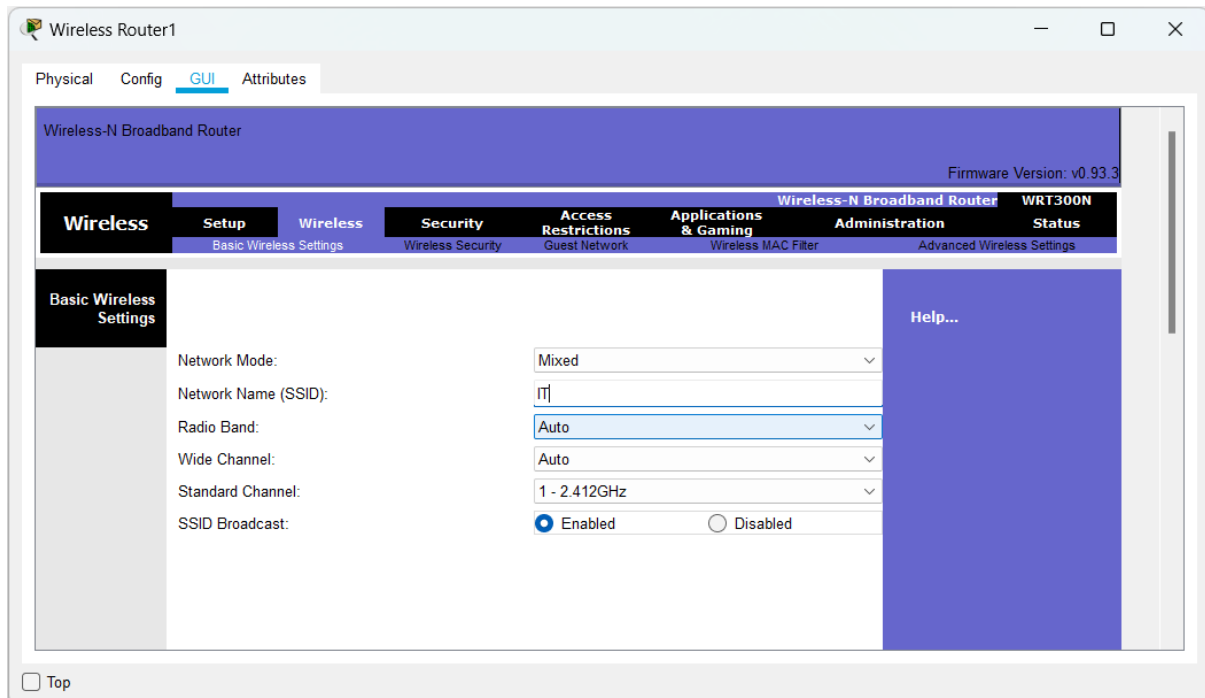 Wireless Router1
Physical Config GUI Attributes
Wireless-N Broadband Router
Firmware Version: v0.93.3
Wireless-N Broadband Router WRT300N
Wireless Setup Wireless Security Access Restrictions Applications & Gaming Administration Status
Basic Wireless Settings Wireless Security Guest Network Wireless MAC Filter Advanced Wireless Settings
Basic Wireless
Settings
Help...
Network Mode: Mixed
Network Name (SSID): IT
Radio Band: Auto
Wide Channel: Auto
Standard Channel: 1 - 2.412GHz
SSID Broadcast: Enabled Disabled
Top